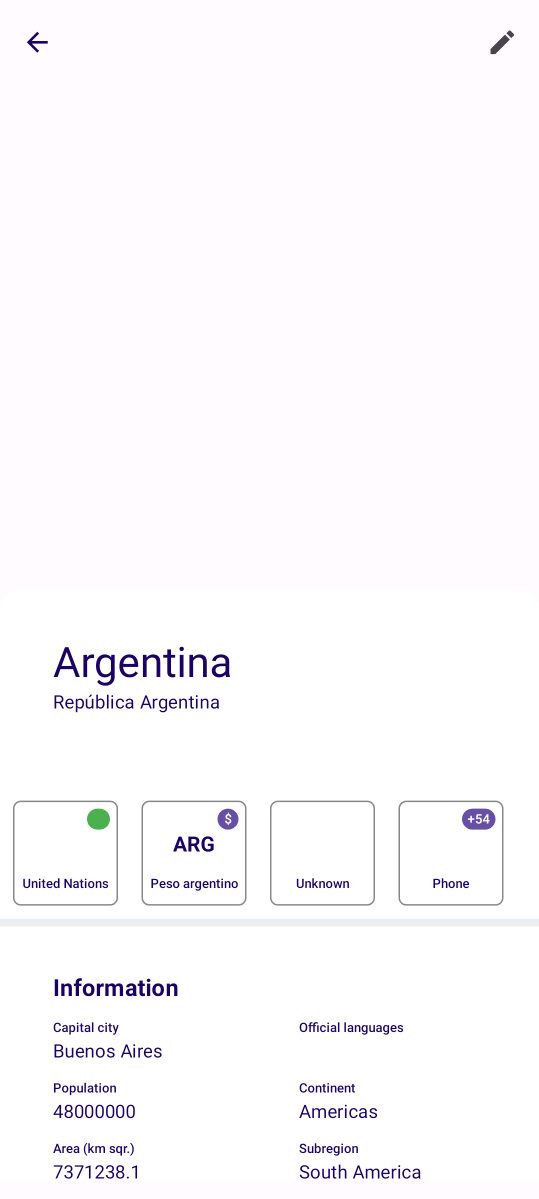 Argentina
República Argentina
United Nations
$
ARG
Peso argentino
Unknown
+54
Phone
Information
Capital city
Buenos Aires
Official languages
Population
48000000
Continent
Americas
Area (km sqr.)
7371238.1
Subregion
South America